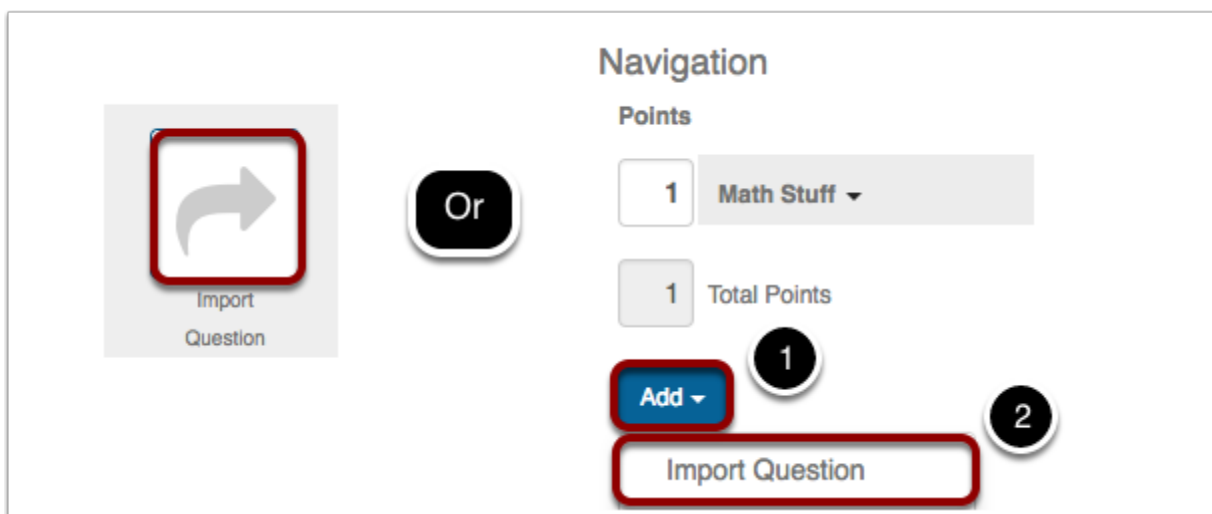 Import
Question
Or
Navigation
Points
1 Math Stuff
1 Total Points
Add
1
Import Question
2